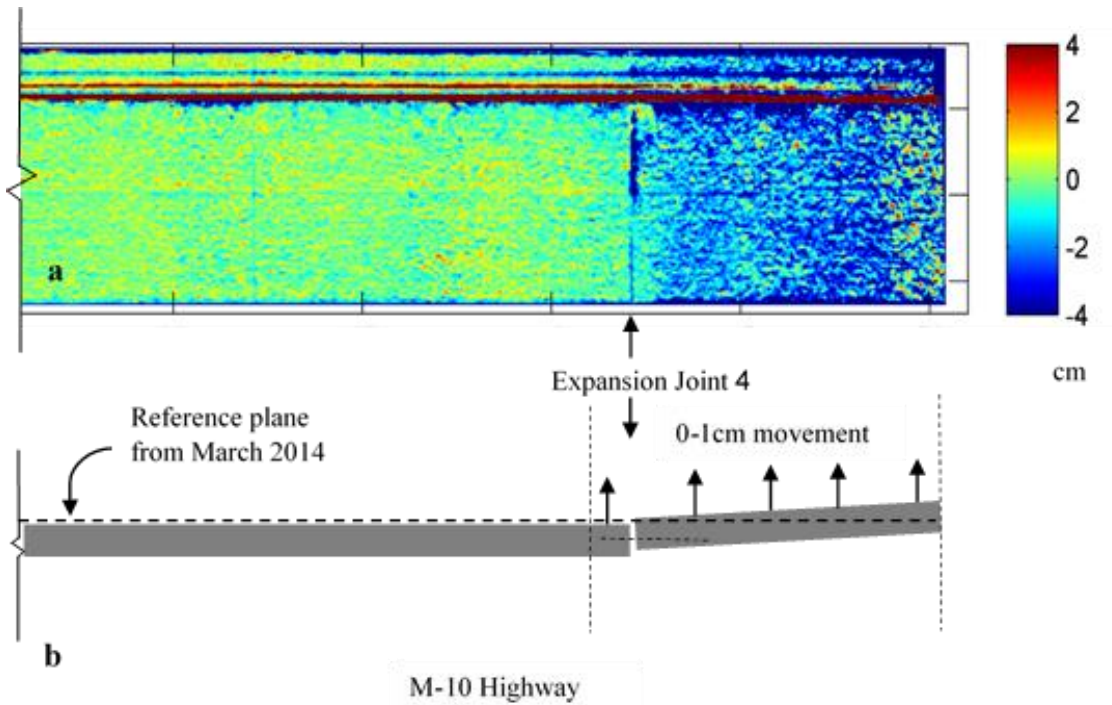 4
2
0
-2
-4
cm
a
Expansion Joint 4
Reference plane
from March 2014
0-1cm movement
b
M-10 Highway